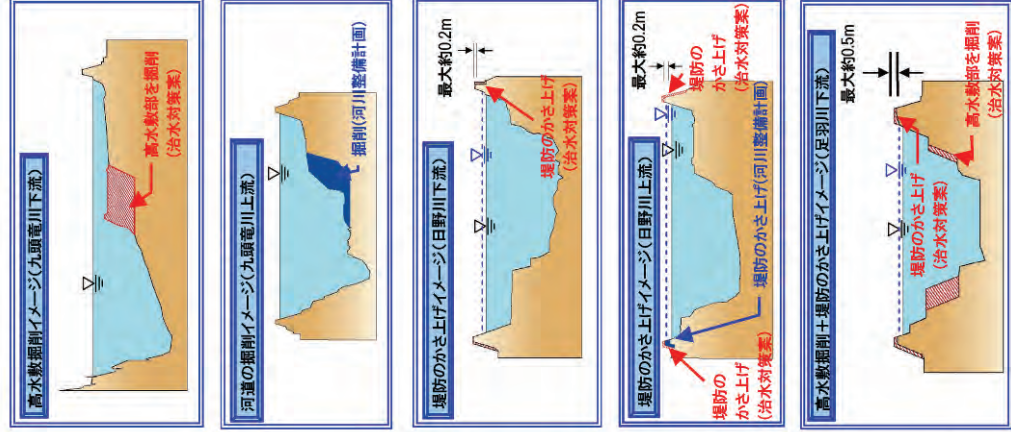 高水敷掘削イメージ(九頭竜川下流)
高水敷部を掘削
(治水対策案)
河道の掘削イメージ(九頭竜川上流)
掘削(河川整備計画)
堤防のかさ上げイメージ(日野川下流)
最大約0.2m
堤防のかさ上げ
(治水対策案)
堤防のかさ上げイメージ(日野川上流)
最大約0.2m
堤防の
かさ上げ
(治水対策案)
堤防のかさ上げ(河川整備計画)
堤防の
かさ上げ
(治水対策案)
高水敷掘削+堤防のかさ上げイメージ(足羽川下流)
最大約0.5m
堤防のかさ上げ
(治水対策案)
高水敷部を掘削
(治水対策案)